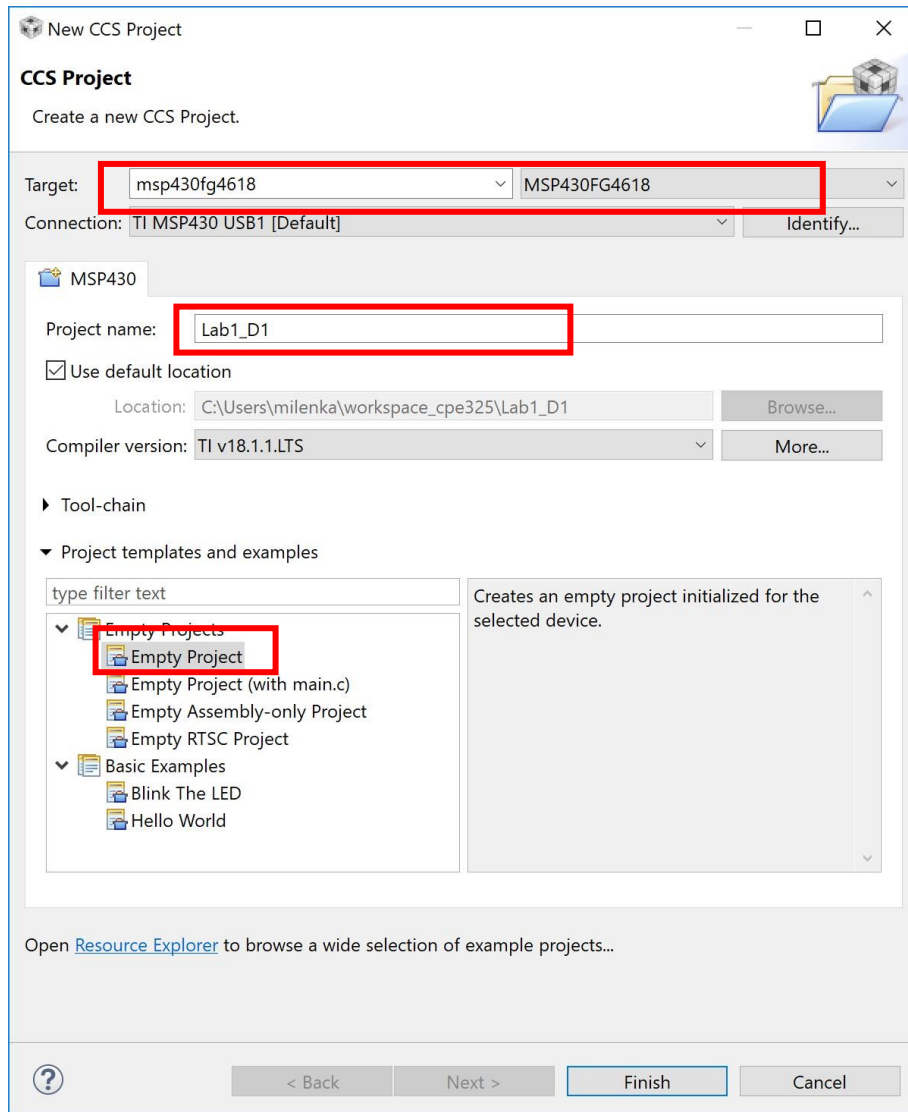 New CCS Project
CCS Project
Create a new CCS Project.
Target: msp430fg4618 MSP430FG4618
Connection: TI MSP430 USB1 [Default] Identify...
MSP430
Project name: Lab1_D1
Use default location
Location: C:\Users\milenka\workspace_cpe325\Lab1_D1 Browse...
Compiler version: TI v18.1.1.LTS More...
Tool-chain
Project templates and examples
type filter text
Empty Projects
Empty Project
Empty Project (with main.c)
Empty Assembly-only Project
Empty RTSC Project
Basic Examples
Blink The LED
Hello World
Creates an empty project initialized for the
selected device.
Open Resource Explorer to browse a wide selection of example projects...
? < Back Next > Finish Cancel